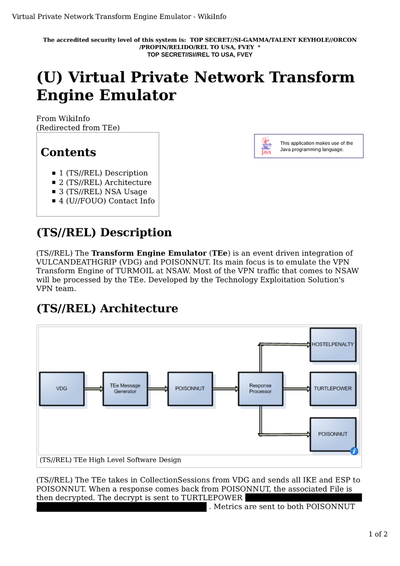 Virtual Private Network Transform Engine Emulator - WikiInfo
The accredited security level of this system is: TOP SECRET//SI-GAMMA/TALENT KEYHOLE//ORCON
/PROPIN/RELIDO/REL TO USA, FVEY *
TOP SECRET//SI//REL TO USA, FVEY
(U) Virtual Private Network Transform
Engine Emulator
From WikiInfo
(Redirected from TEe)
This application makes use of the
Java programming language.
Java
Contents
1 (TS//REL) Description
2 (TS//REL) Architecture
3 (TS//REL) NSA Usage
4 (U//FOUO) Contact Info
(TS//REL) Description
(TS//REL) The Transform Engine Emulator (TEe) is an event driven integration of
VULCANDEATHGRIP (VDG) and POISONNUT. Its main focus is to emulate the VPN
Transform Engine of TURMOIL at NSAW. Most of the VPN traffic that comes to NSAW
will be processed by the TEe. Developed by the Technology Exploitation Solution's
VPN team.
(TS//REL) Architecture
HOSTELPENALTY
VDG
TEe Message
Generator
POISONNUT
Response
Processor
TURTLEPOWER
POISONNUT
(TS//REL) TEe High Level Software Design
(TS//REL) The TEe takes in CollectionSessions from VDG and sends all IKE and ESP to
POISONNUT. When a response comes back from POISONNUT, the associated File is
then decrypted. The decrypt is sent to TURTLEPOWER
. Metrics are sent to both POISONNUT
1 of 2